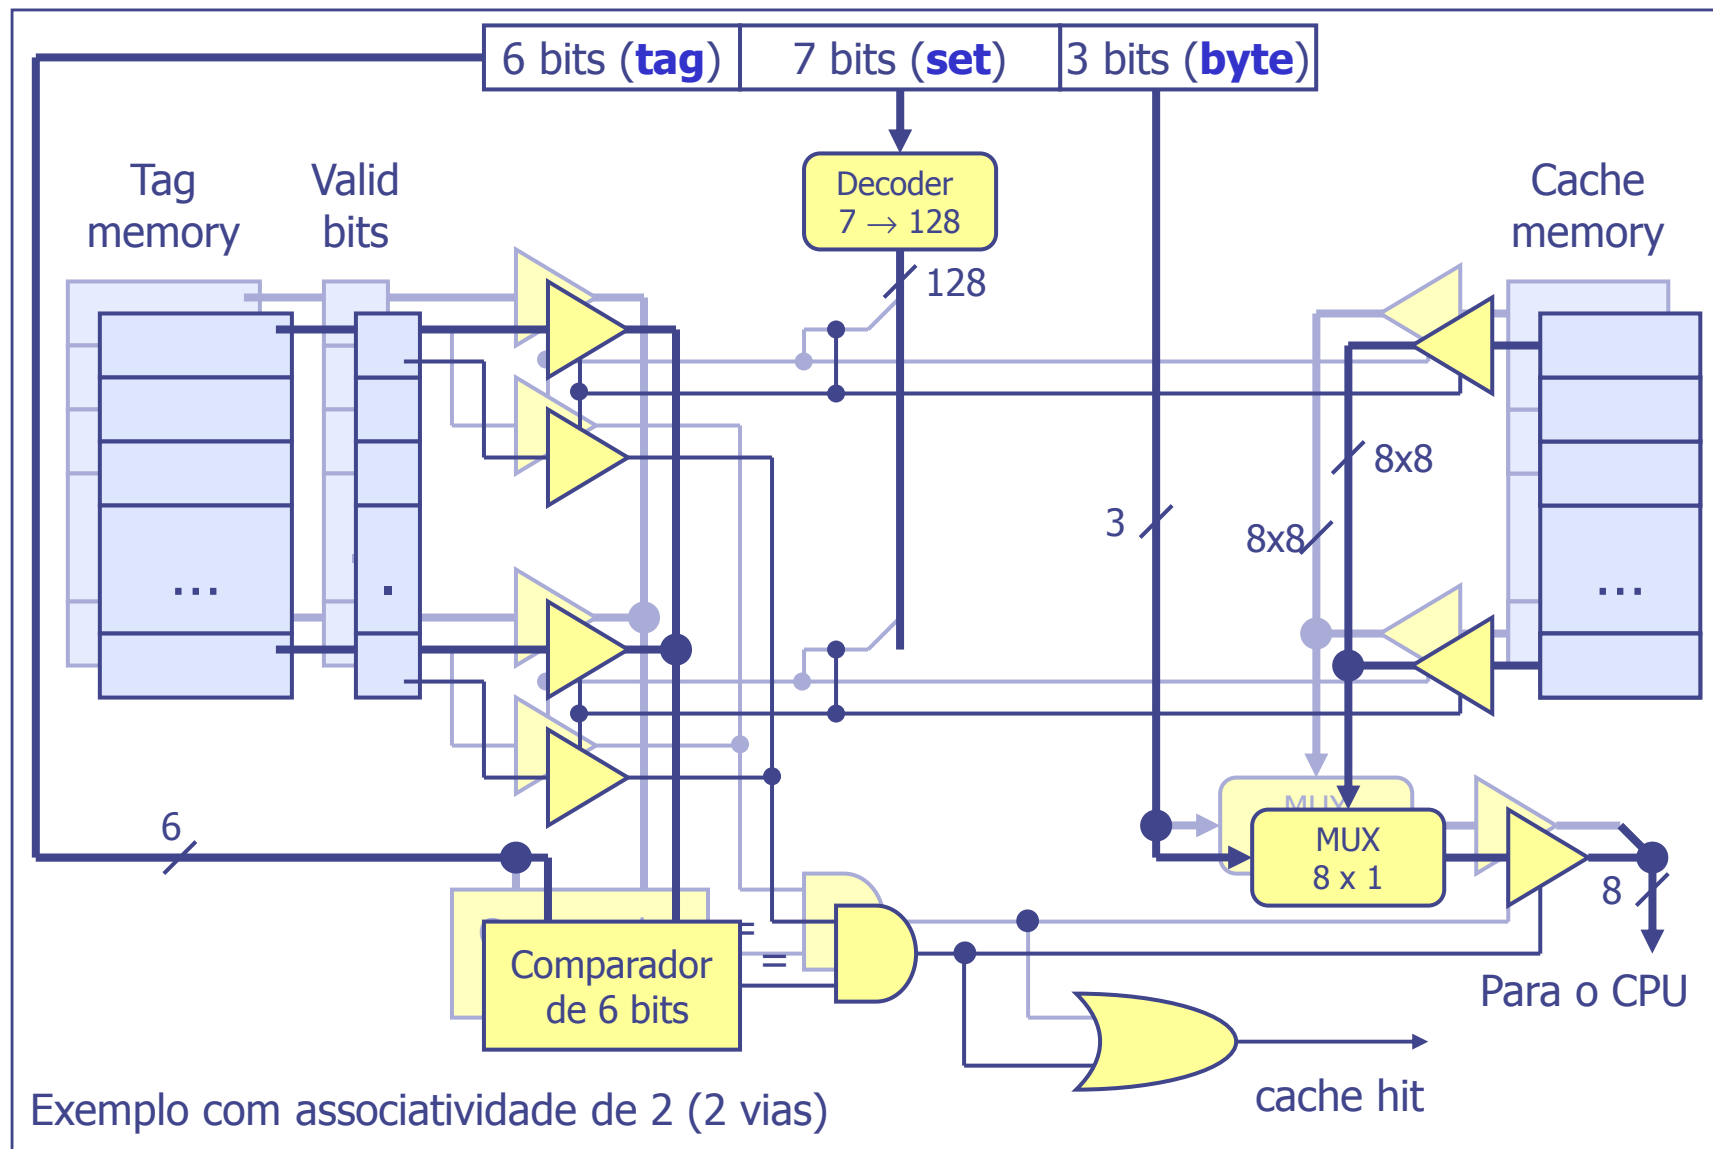 6 bits (tag) 7 bits (set) 3 bits (byte)
Tag
memory
Valid
bits
Decoder
7 → 128
Cache
memory
128
8x8
3
8x8
...
.
...
6
MUX
MUX
8 x 1
8
=
=
Comparador
de 6 bits
Para o CPU
cache hit
Exemplo com associatividade de 2 (2 vias)